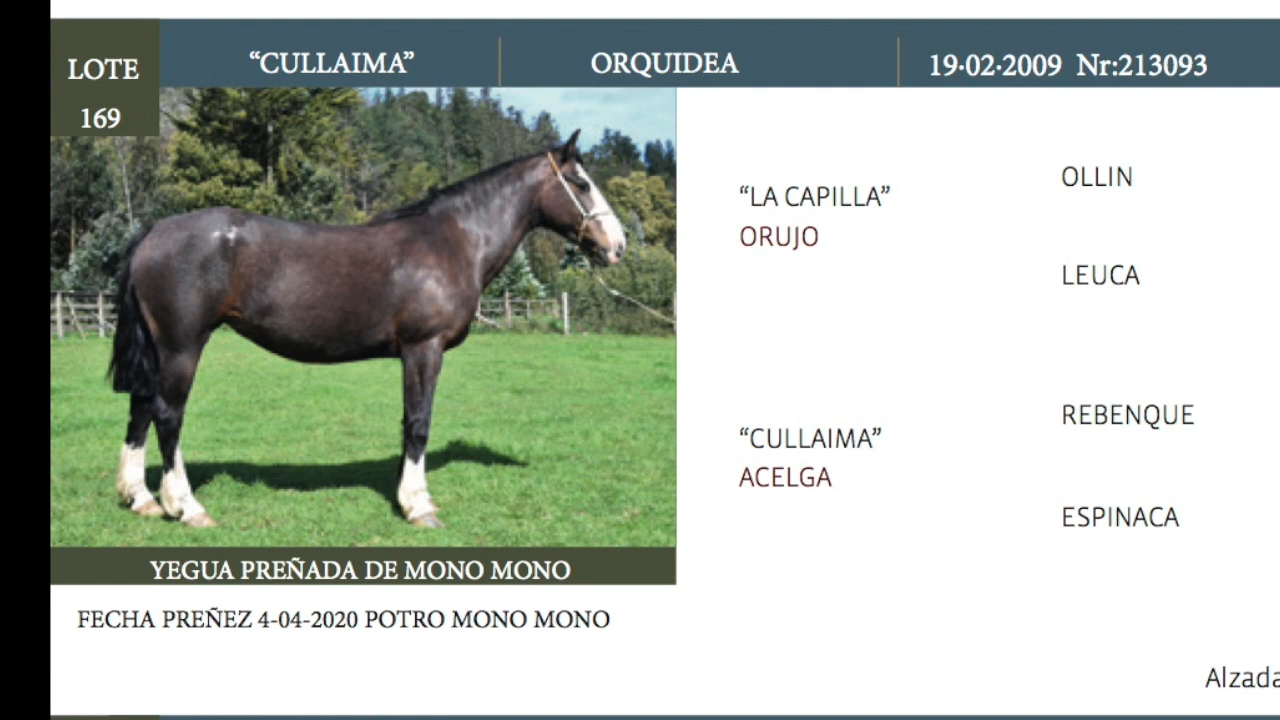 LOTE
169
“CULLAIMA”
ORQUIDEA
19·02·2009 Nr:213093
“LA CAPILLA”
ORUJO
OLLIN
LEUCA
“CULLAIMA”
ACELGA
REBENQUE
ESPINACA
YEGUA PREÑADA DE MONO MONO
FECHA PREÑEZ 4-04-2020 POTRO MONO MONO
Alzada